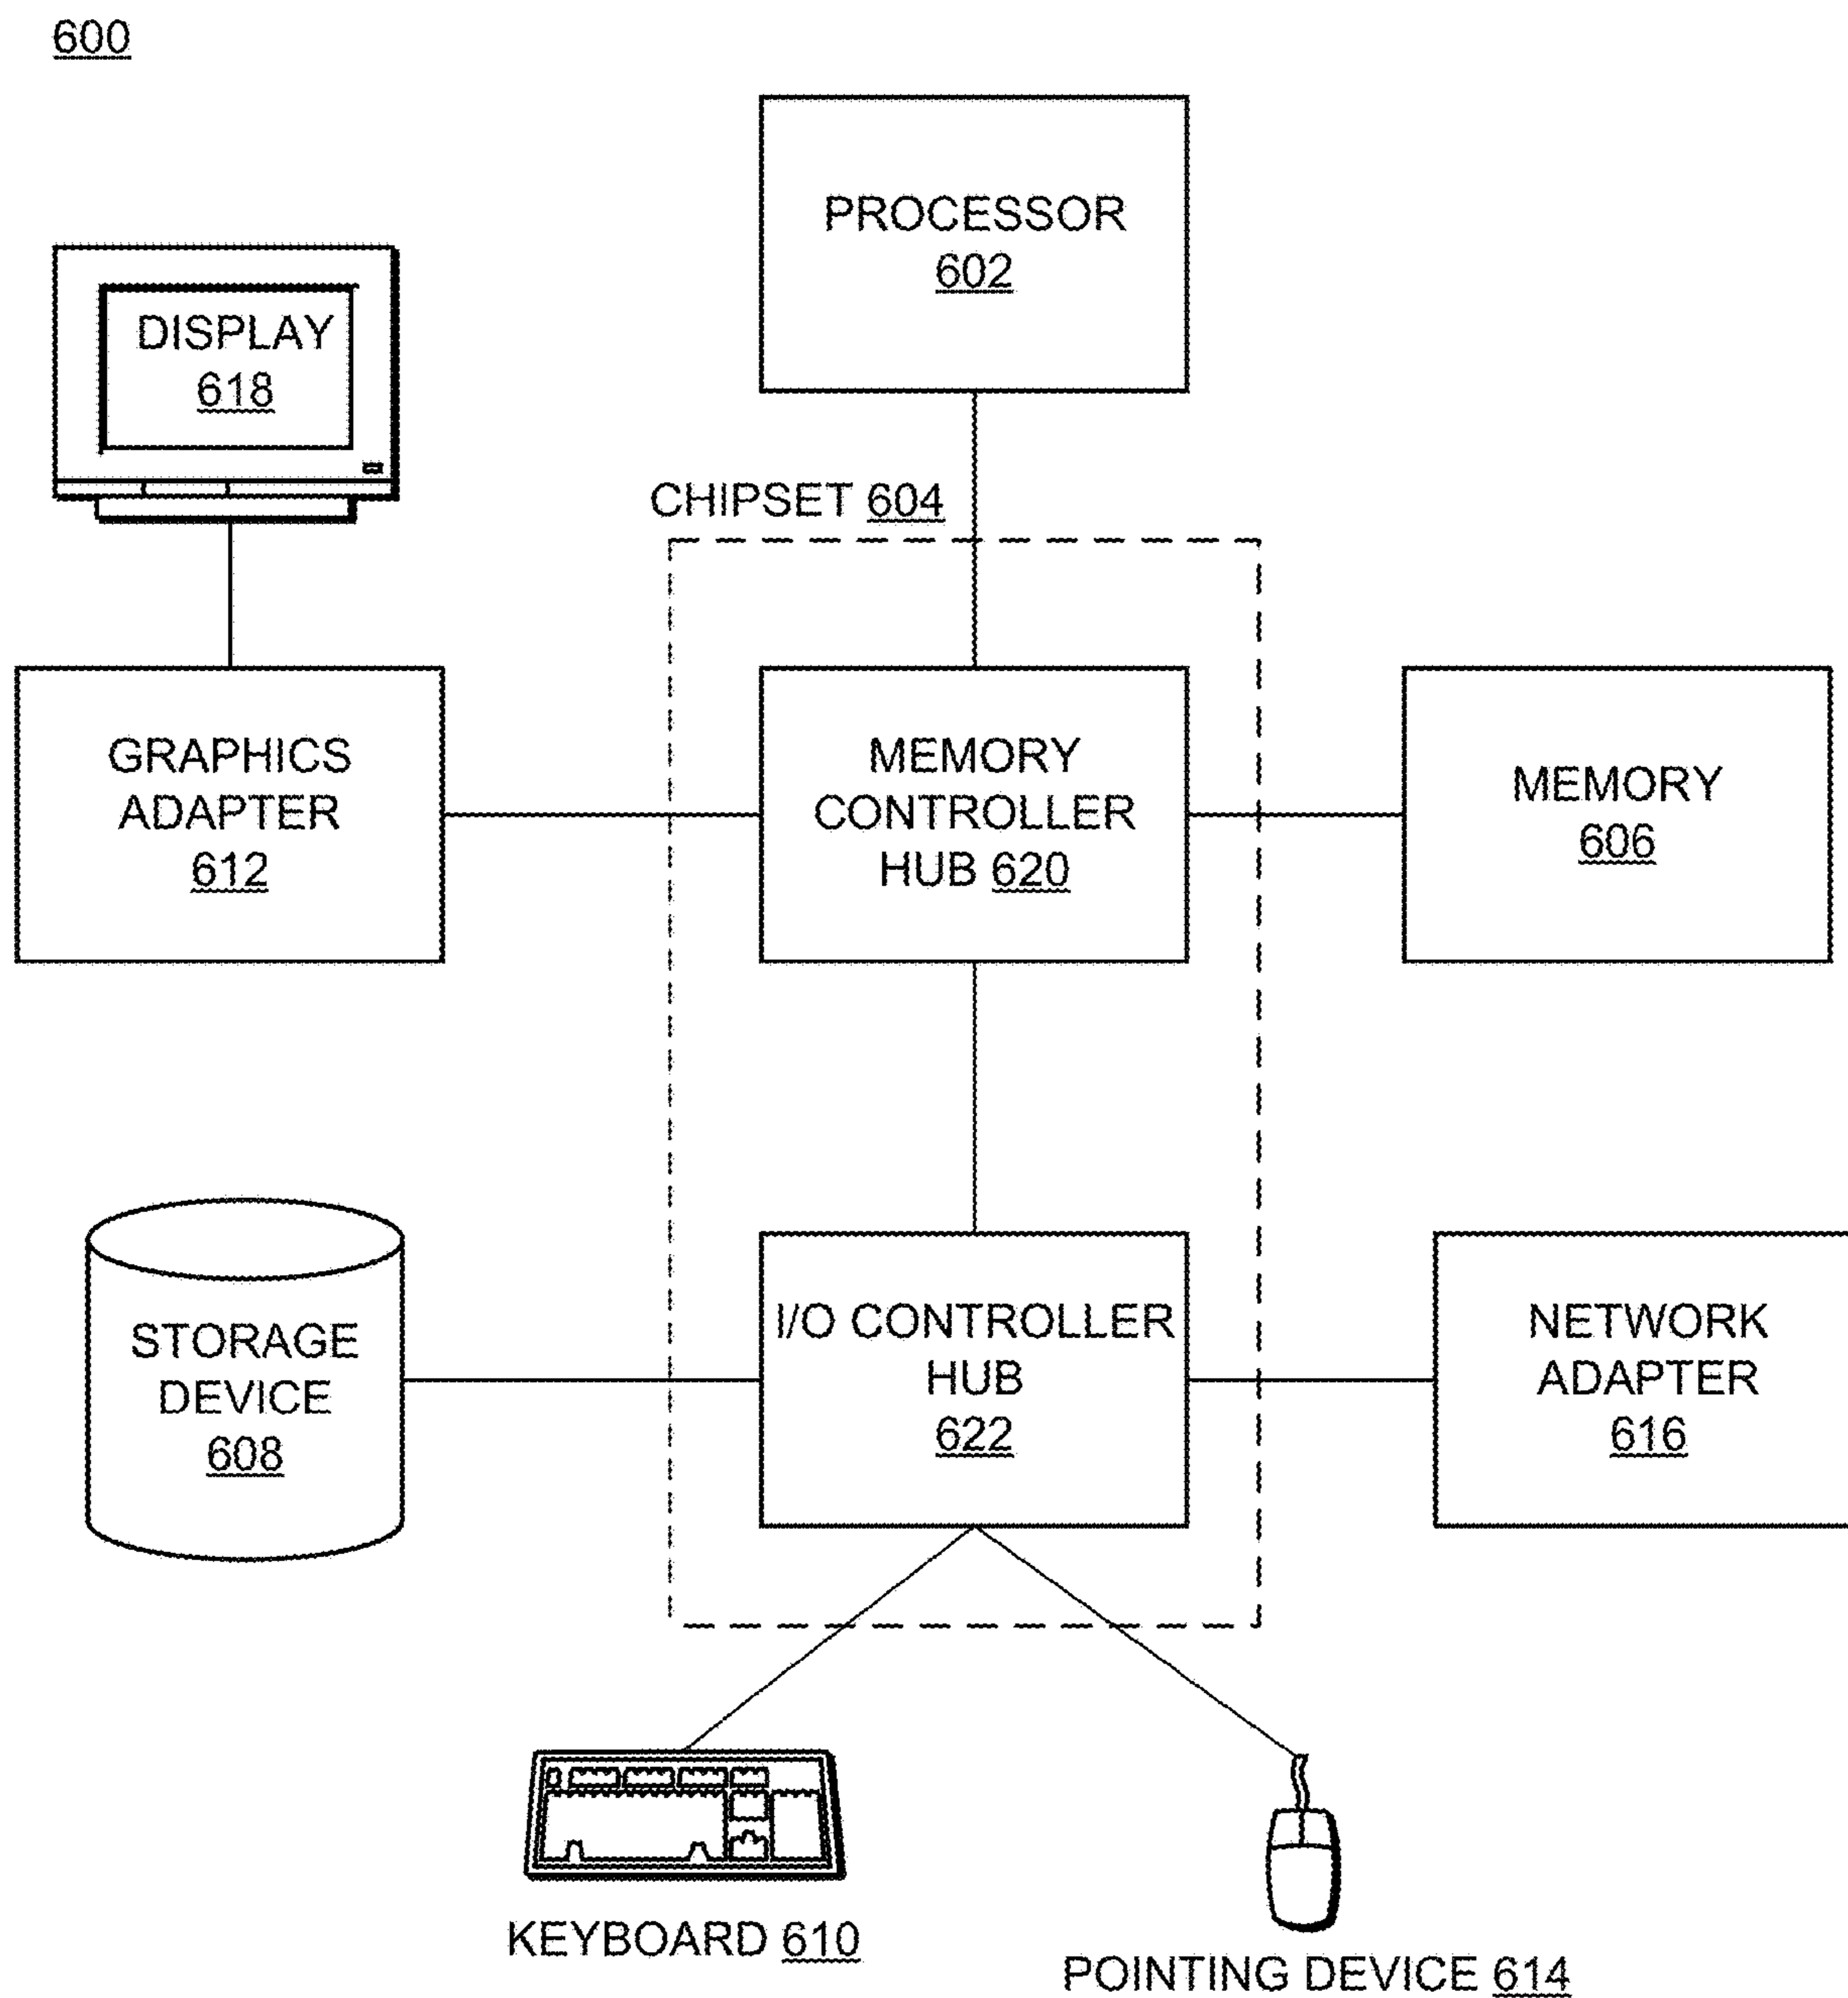 600
PROCESSOR
602
DISPLAY
618
CHIPSET 604
GRAPHICS
ADAPTER
612
MEMORY
CONTROLLER
HUB 620
MEMORY
606
STORAGE
DEVICE
608
I/O CONTROLLER
HUB
622
NETWORK
ADAPTER
616
KEYBOARD 610
POINTING DEVICE 614